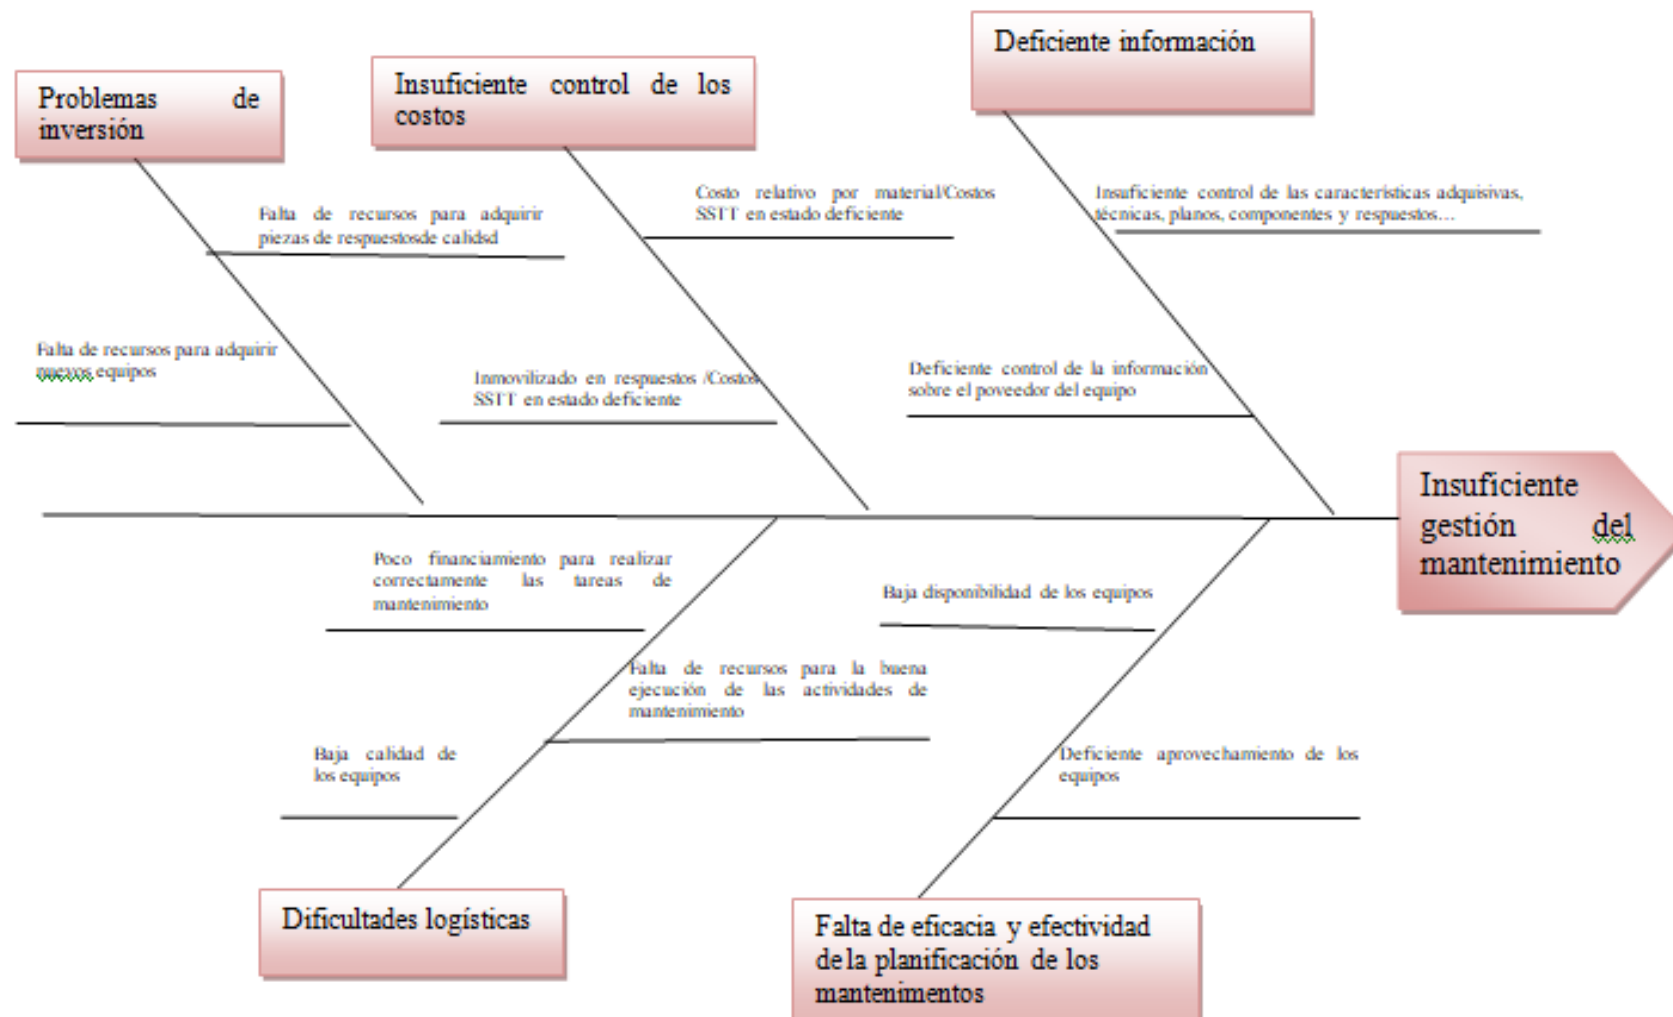 Deficiente información
Problemas de
inversión
Insuficiente control de los
costos
Falta de recursos para adquirir
piezas de respuestosde calidsd
Costo relativo por material/Costos
SSTT en estado deficiente
Insuficiente control de las características adquisivas,
técnicas, planos, componentes y respuestos...
Falta de recursos para adquirir
nuevos equipos
Inmovilizado en respuestos /Costos
SSTT en estado deficiente
Deficiente control de la información
sobre el poveedor del equipo
Insuficiente
gestión del
mantenimiento
Poco financiamiento para realizar
correctamente las tareas de
mantenimiento
Baja disponibilidad de los equipos
Falta de recursos para la buena
ejecución de las actividades de
mantenimiento
Baja calidad de
los equipos
Deficiente aprovechamiento de los
equipos
Dificultades logísticas
Falta de eficacia y efectividad
de la planificación de los
mantenimentos